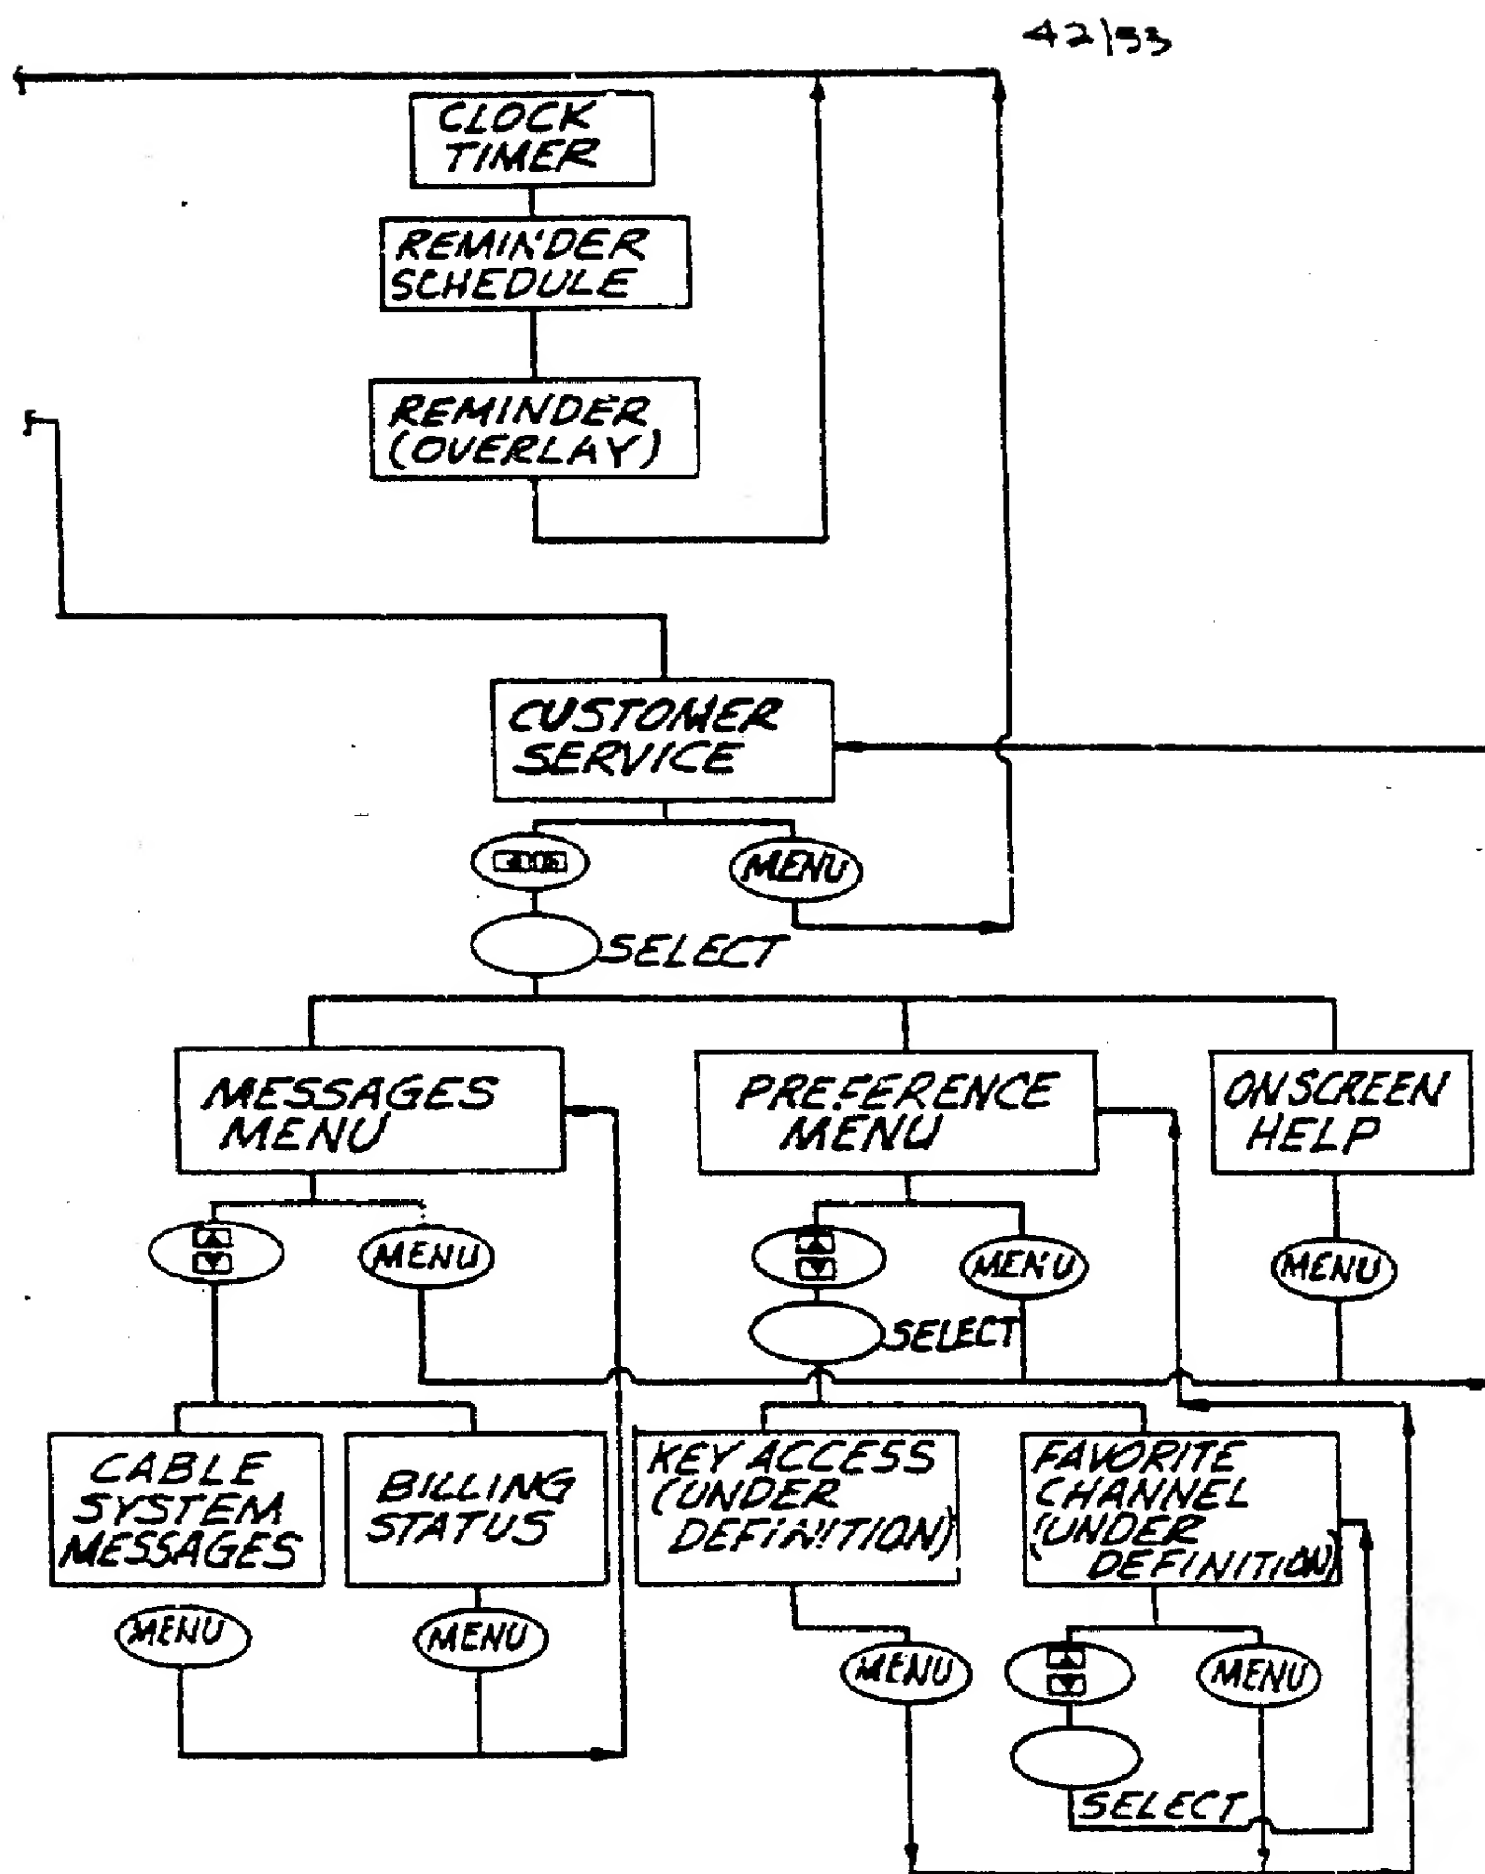 42/53
CLOCK
TIMER
REMINDER
SCHEDULE
REMINDER
(OVERLAY)
CUSTOMER
SERVICE
MENU
SELECT
MESSAGES
MENU
PREFERENCE
MENU
ONSCREEN
HELP
MENU
MENU
MENU
SELECT
CABLE
SYSTEM
MESSAGES
BILLING
STATUS
KEY ACCESS
(UNDER
DEFINITION)
FAVORITE
CHANNEL
(UNDER
DEFINITION)
MENU
MENU
MENU
MENU
SELECT